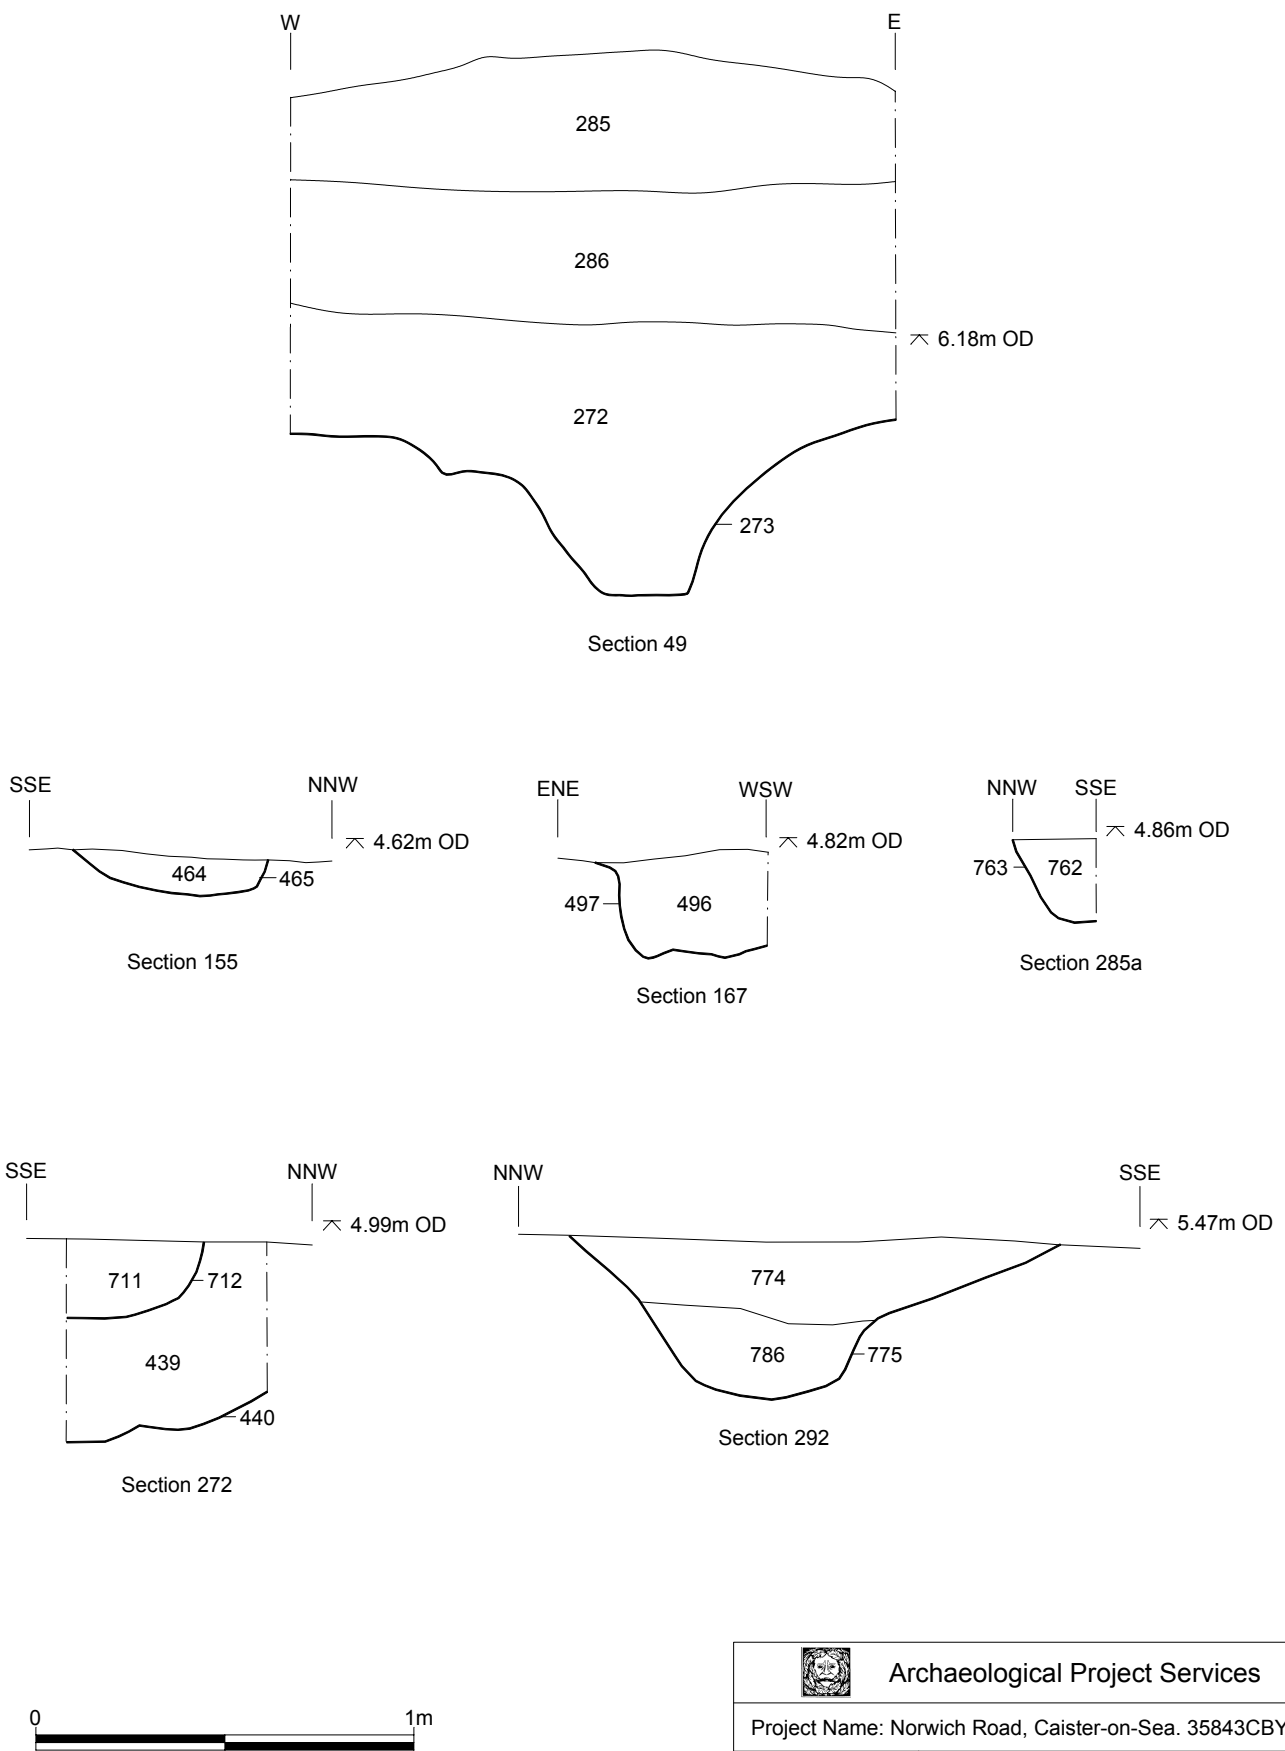 W E
285
286
6.18m OD
272
273
Section 49
SSE NNW
4.62m OD
464
465
Section 155
ENE WSW
4.82m OD
497
496
Section 167
NNW SSE
4.86m OD
763
762
Section 285a
SSE NNW
4.99m OD
711
712
439
440
Section 272
NNW SSE
5.47m OD
774
786
775
Section 292
0 1m
Archaeological Project Services
Project Name: Norwich Road, Caister-on-Sea. 35843CBY